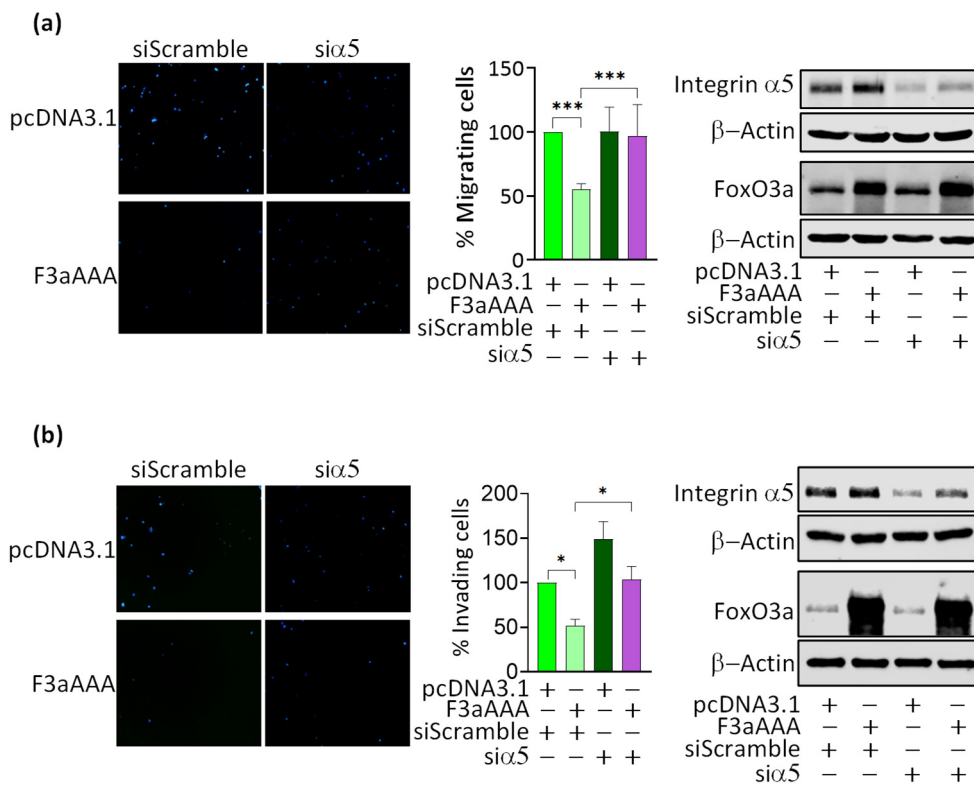 (a)
siScramble siα5
pcDNA3.1
F3aAAA
% Migrating cells
150
100
50
0
*** ***
pcDNA3.1 + − + −
F3aAAA − + − +
siScramble + + − −
siα5 − − + +
Integrin α5
β−Actin
FoxO3a
β−Actin
pcDNA3.1 + − + −
F3aAAA − + − +
siScramble + + − −
siα5 − − + +
(b)
siScramble siα5
pcDNA3.1
F3aAAA
% Invading cells
200
150
100
50
0
* *
pcDNA3.1 + − + −
F3aAAA − + − +
siScramble + + − −
siα5 − − + +
Integrin α5
β−Actin
FoxO3a
β−Actin
pcDNA3.1 + − + −
F3aAAA − + − +
siScramble + + − −
siα5 − − + +